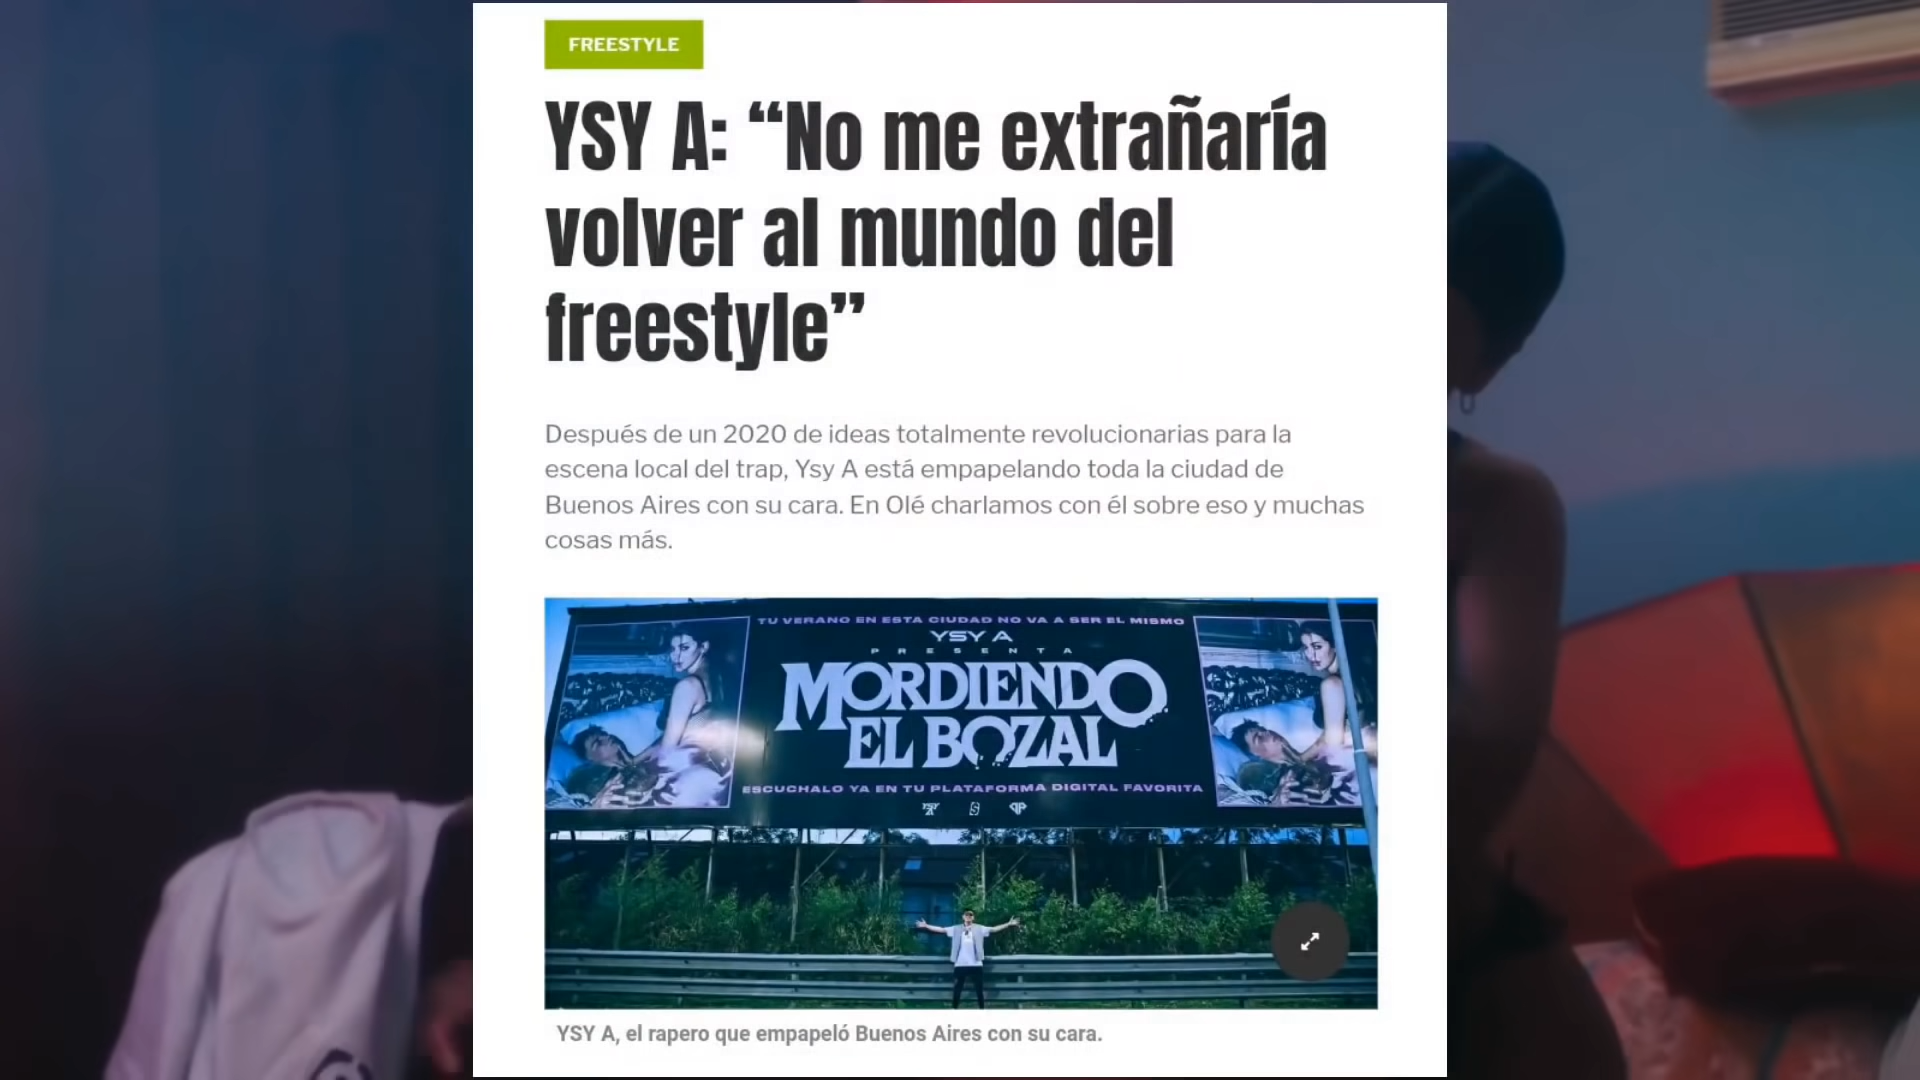 FREESTYLE
YSY A: “No me extrañaría
volver al mundo del
freestyle”
Después de un 2020 de ideas totalmente revolucionarias para la
escena local del trap, Ysy A está empapelando toda la ciudad de
Buenos Aires con su cara. En Olé charlamos con él sobre eso y muchas
cosas más.
TU VERANO EN ESTA CIUDAD NO VA A SER EL MISMO
YSY A
PRESENTA
MORDIENDO
EL BOZAL
ESCUCHALO YA EN TU PLATAFORMA DIGITAL FAVORITA
YSY A, el rapero que empapeló Buenos Aires con su cara.